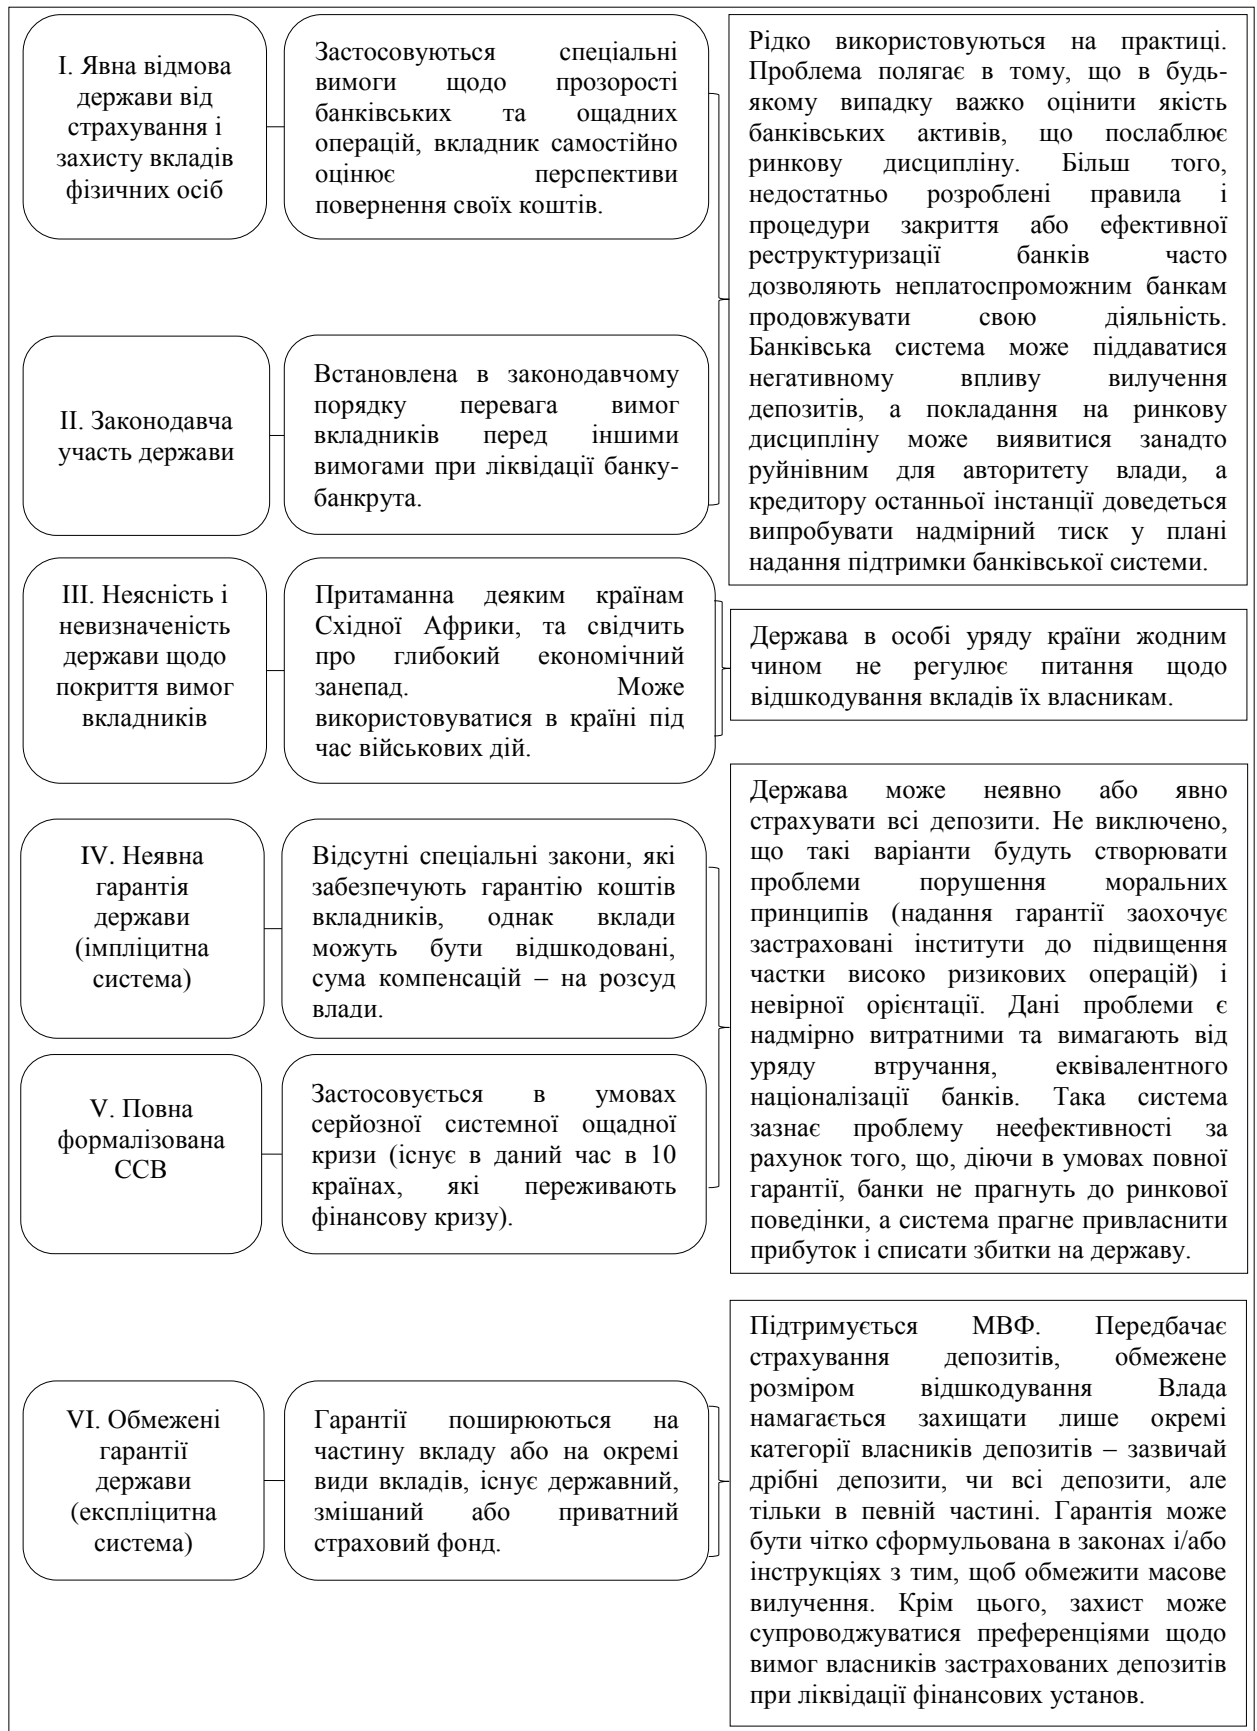 І. Явна відмова
держави від
страхування і
захисту вкладів
фізичних осіб
Застосовуються спеціальні
вимоги щодо прозорості
банківських та ощадних
операцій, вкладник самостійно
оцінює перспективи
повернення своїх коштів.
ІІ. Законодавча
участь держави
Встановлена в законодавчому
порядку перевага вимог
вкладників перед іншими
вимогами при ліквідації банку-
банкрута.
Рідко використовуються на практиці.
Проблема полягає в тому, що в будь-
якому випадку важко оцінити якість
банківських активів, що послаблює
ринкову дисципліну. Більш того,
недостатньо розроблені правила і
процедури закриття або ефективної
реструктуризації банків часто
дозволяють неплатоспроможним банкам
продовжувати свою діяльність.
Банківська система може піддаватися
негативному впливу вилучення
депозитів, а покладання на ринкову
дисципліну може виявитися занадто
руйнівним для авторитету влади, а
кредитору останньої інстанції доведеться
випробувати надмірний тиск у плані
надання підтримки банківської системи.
ІІІ. Неясність і
невизначеність
держави щодо
покриття вимог
вкладників
Притаманна деяким країнам
Східної Африки, та свідчить
про глибокий економічний
занепад. Може
використовуватися в країні під
час військових дій.
Держава в особі уряду країни жодним
чином не регулює питання щодо
відшкодування вкладів їх власникам.
IV. Неявна
гарантія
держави
(імпліцитна
система)
Відсутні спеціальні закони, які
забезпечують гарантію коштів
вкладників, однак вклади
можуть бути відшкодовані,
сума компенсацій – на розсуд
влади.
V. Повна
формалізована
ССВ
Застосовується в умовах
серйозної системної ощадної
кризи (існує в даний час в 10
країнах, які переживають
фінансову кризу).
Держава може неявно або явно
страхувати всі депозити. Не виключено,
що такі варіанти будуть створювати
проблеми порушення моральних
принципів (надання гарантії заохочує
застраховані інститути до підвищення
частки високо ризикових операцій) і
невірної орієнтації. Дані проблеми є
надмірно витратними та вимагають від
уряду втручання, еквівалентного
націоналізації банків. Така система
зазнає проблему неефективності за
рахунок того, що, діючи в умовах повної
гарантії, банки не прагнуть до ринкової
поведінки, а система прагне привласнити
прибуток і списати збитки на державу.
VI. Обмежені
гарантії
держави
(експліцитна
система)
Гарантії поширюються на
частину вкладу або на окремі
види вкладів, існує державний,
змішаний або приватний
страховий фонд.
Підтримується МВФ. Передбачає
страхування депозитів, обмежене
розміром відшкодування Влада
намагається захищати лише окремі
категорії власників депозитів – зазвичай
дрібні депозити, чи всі депозити, але
тільки в певній частині. Гарантія може
бути чітко сформульована в законах і/або
інструкціях з тим, щоб обмежити масове
вилучення. Крім цього, захист може
супроводжуватися преференціями щодо
вимог власників застрахованих депозитів
при ліквідації фінансових установ.